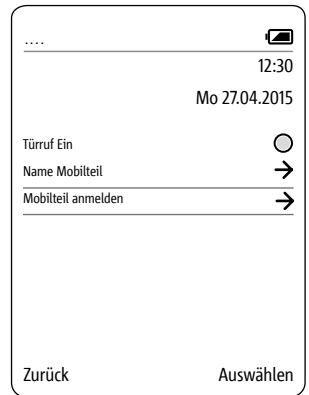 ....
12:30
Mo 27.04.2015
Türruf Ein
Name Mobilteil
Mobilteil anmelden
Zurück Auswählen